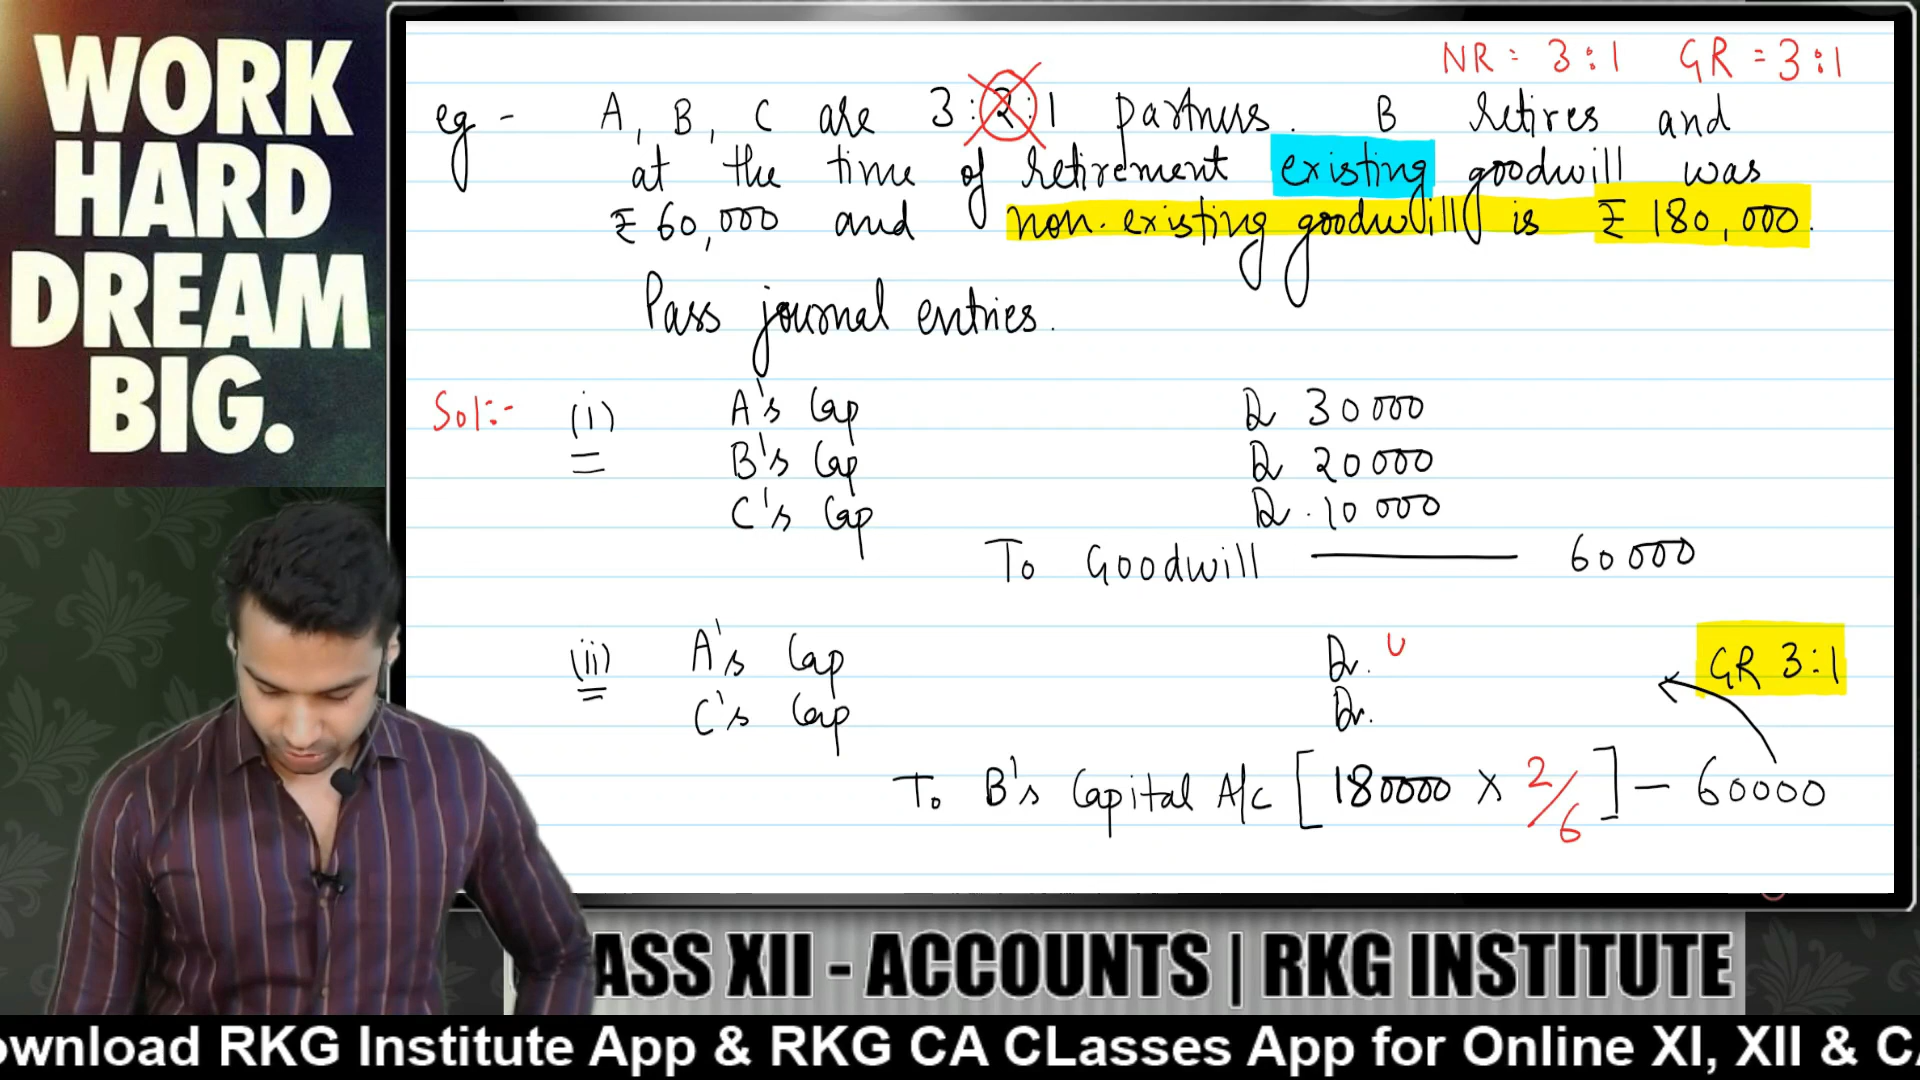 WORK
HARD
DREAM
BIG.
NR = 3:1 GR = 3:1
eg - A, B, C are 3:2:1 partners. B retires and
at the time of retirement existing goodwill was
₹ 60,000 and non-existing goodwill is ₹ 180,000.
Pass journal entries.
Sol:- (i) A's Cap Dr 30000
B's Cap Dr 20000
C's Cap Dr. 10000
To Goodwill 60000
(ii) A's Cap Dr. GR 3:1
C's Cap Dr.
To B's Capital A/c [180000 × 2/6] - 60000
ASS XII - ACCOUNTS | RKG INSTITUTE
ownload RKG Institute App & RKG CA CLasses App for Online XI, XII & CA